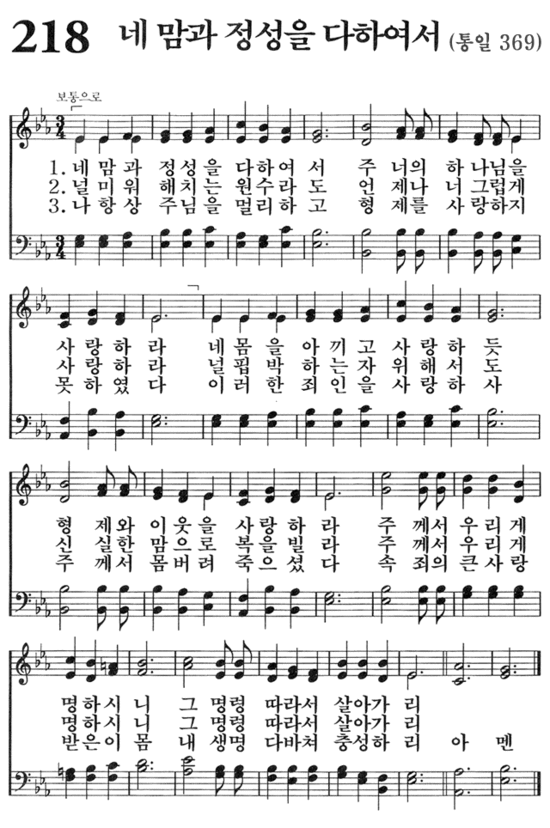 218 네 맘과 정성을 다하여서 (통일 369)
보통으로
1. 네 맘 과 정 성 을 다 하 여 서 주 너 의 하 나 님 을
2. 널 미 워 해 치 는 원 수 라 도 언 제 나 너 그 럽 게
3. 나 항 상 주 님 을 멀 리 하 고 형 제 를 사 랑 하 지
사 랑 하 라 네 몸 을 아 끼 고 사 랑 하 듯
사 랑 하 라 널 핍 박 하 는 자 위 해 서 도
못 하 였 다 이 러 한 죄 인 을 사 랑 하 사
형 제 와 이 웃 을 사 랑 하 라 주 께 서 우 리 게
신 실 한 맘 으 로 복 을 빌 라 주 께 서 우 리 게
주 께 서 몸 버 려 죽 으 셨 다 속 죄 의 큰 사 랑
명 하 시 니 그 명 령 따 라 서 살 아 가 리
명 하 시 니 그 명 령 따 라 서 살 아 가 리
받 은 이 몸 내 생 명 다 바 쳐 충 성 하 리 아 멘